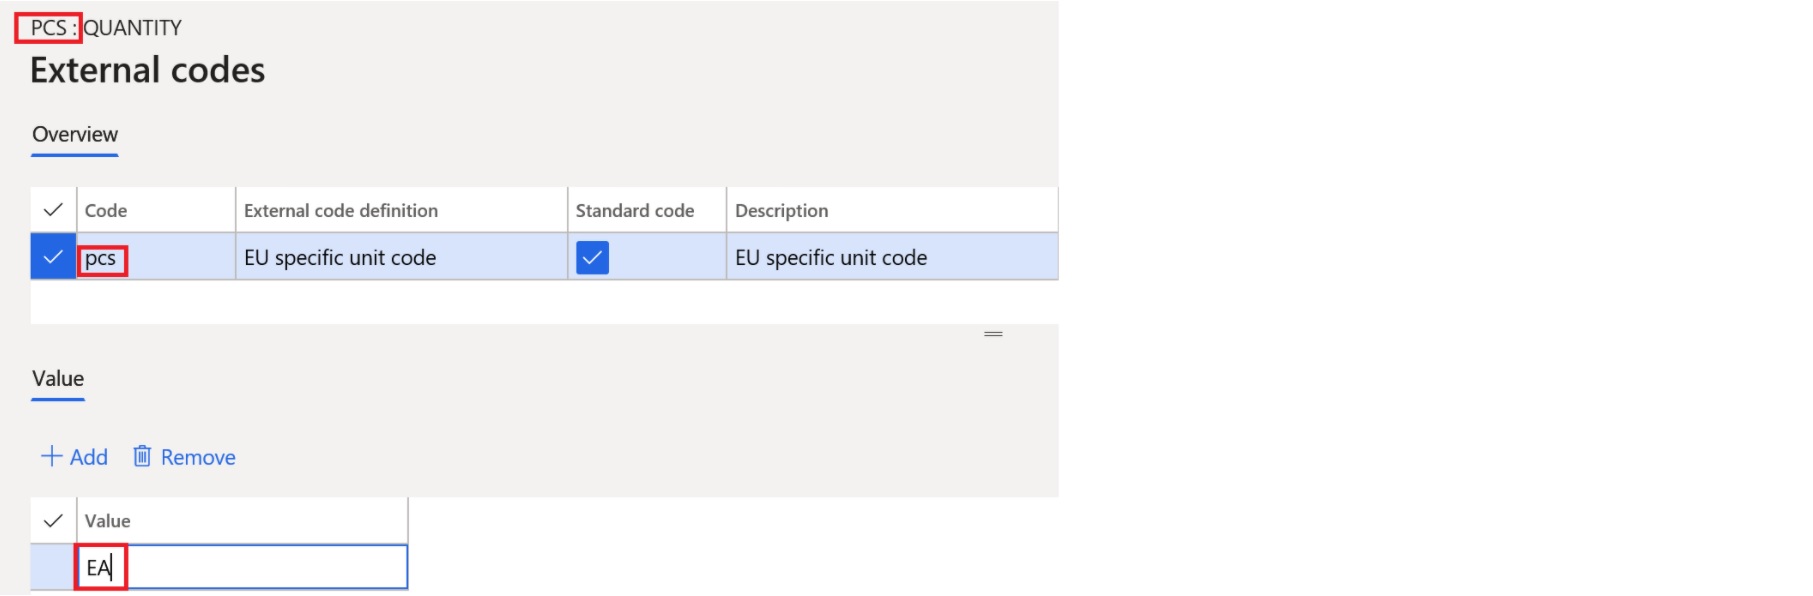 PCS : QUANTITY
External codes
Overview
Code External code definition Standard code Description
pcs EU specific unit code EU specific unit code
Value
Add Remove
Value
EA